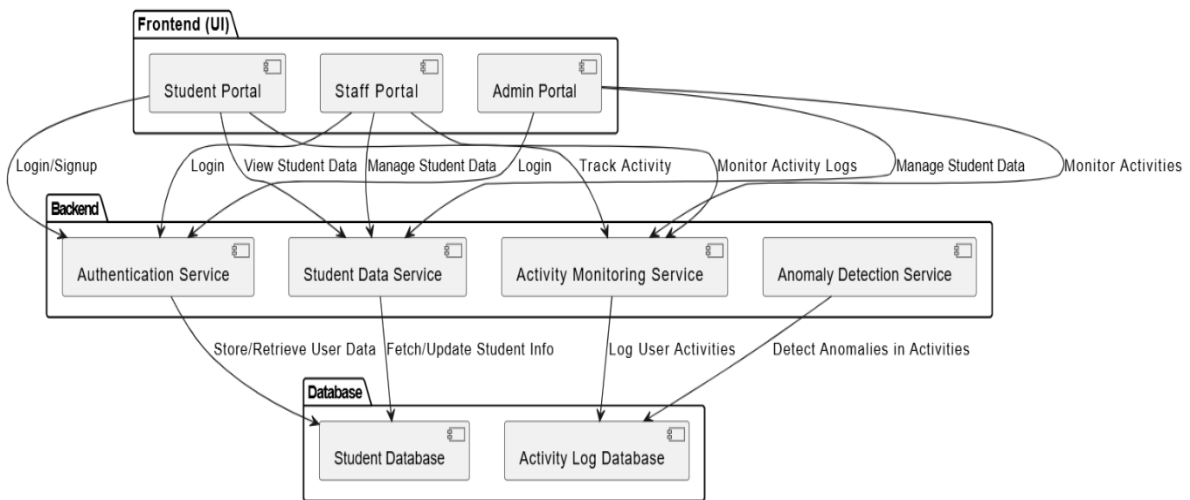 Frontend (UI)
Student Portal
Staff Portal
Admin Portal
Login/Signup
Login
View Student Data
Manage Student Data
Login
Track Activity
Monitor Activity Logs
Manage Student Data
Monitor Activities
Backend
Authentication Service
Student Data Service
Activity Monitoring Service
Anomaly Detection Service
Store/Retrieve User Data
Fetch/Update Student Info
Log User Activities
Detect Anomalies in Activities
Database
Student Database
Activity Log Database